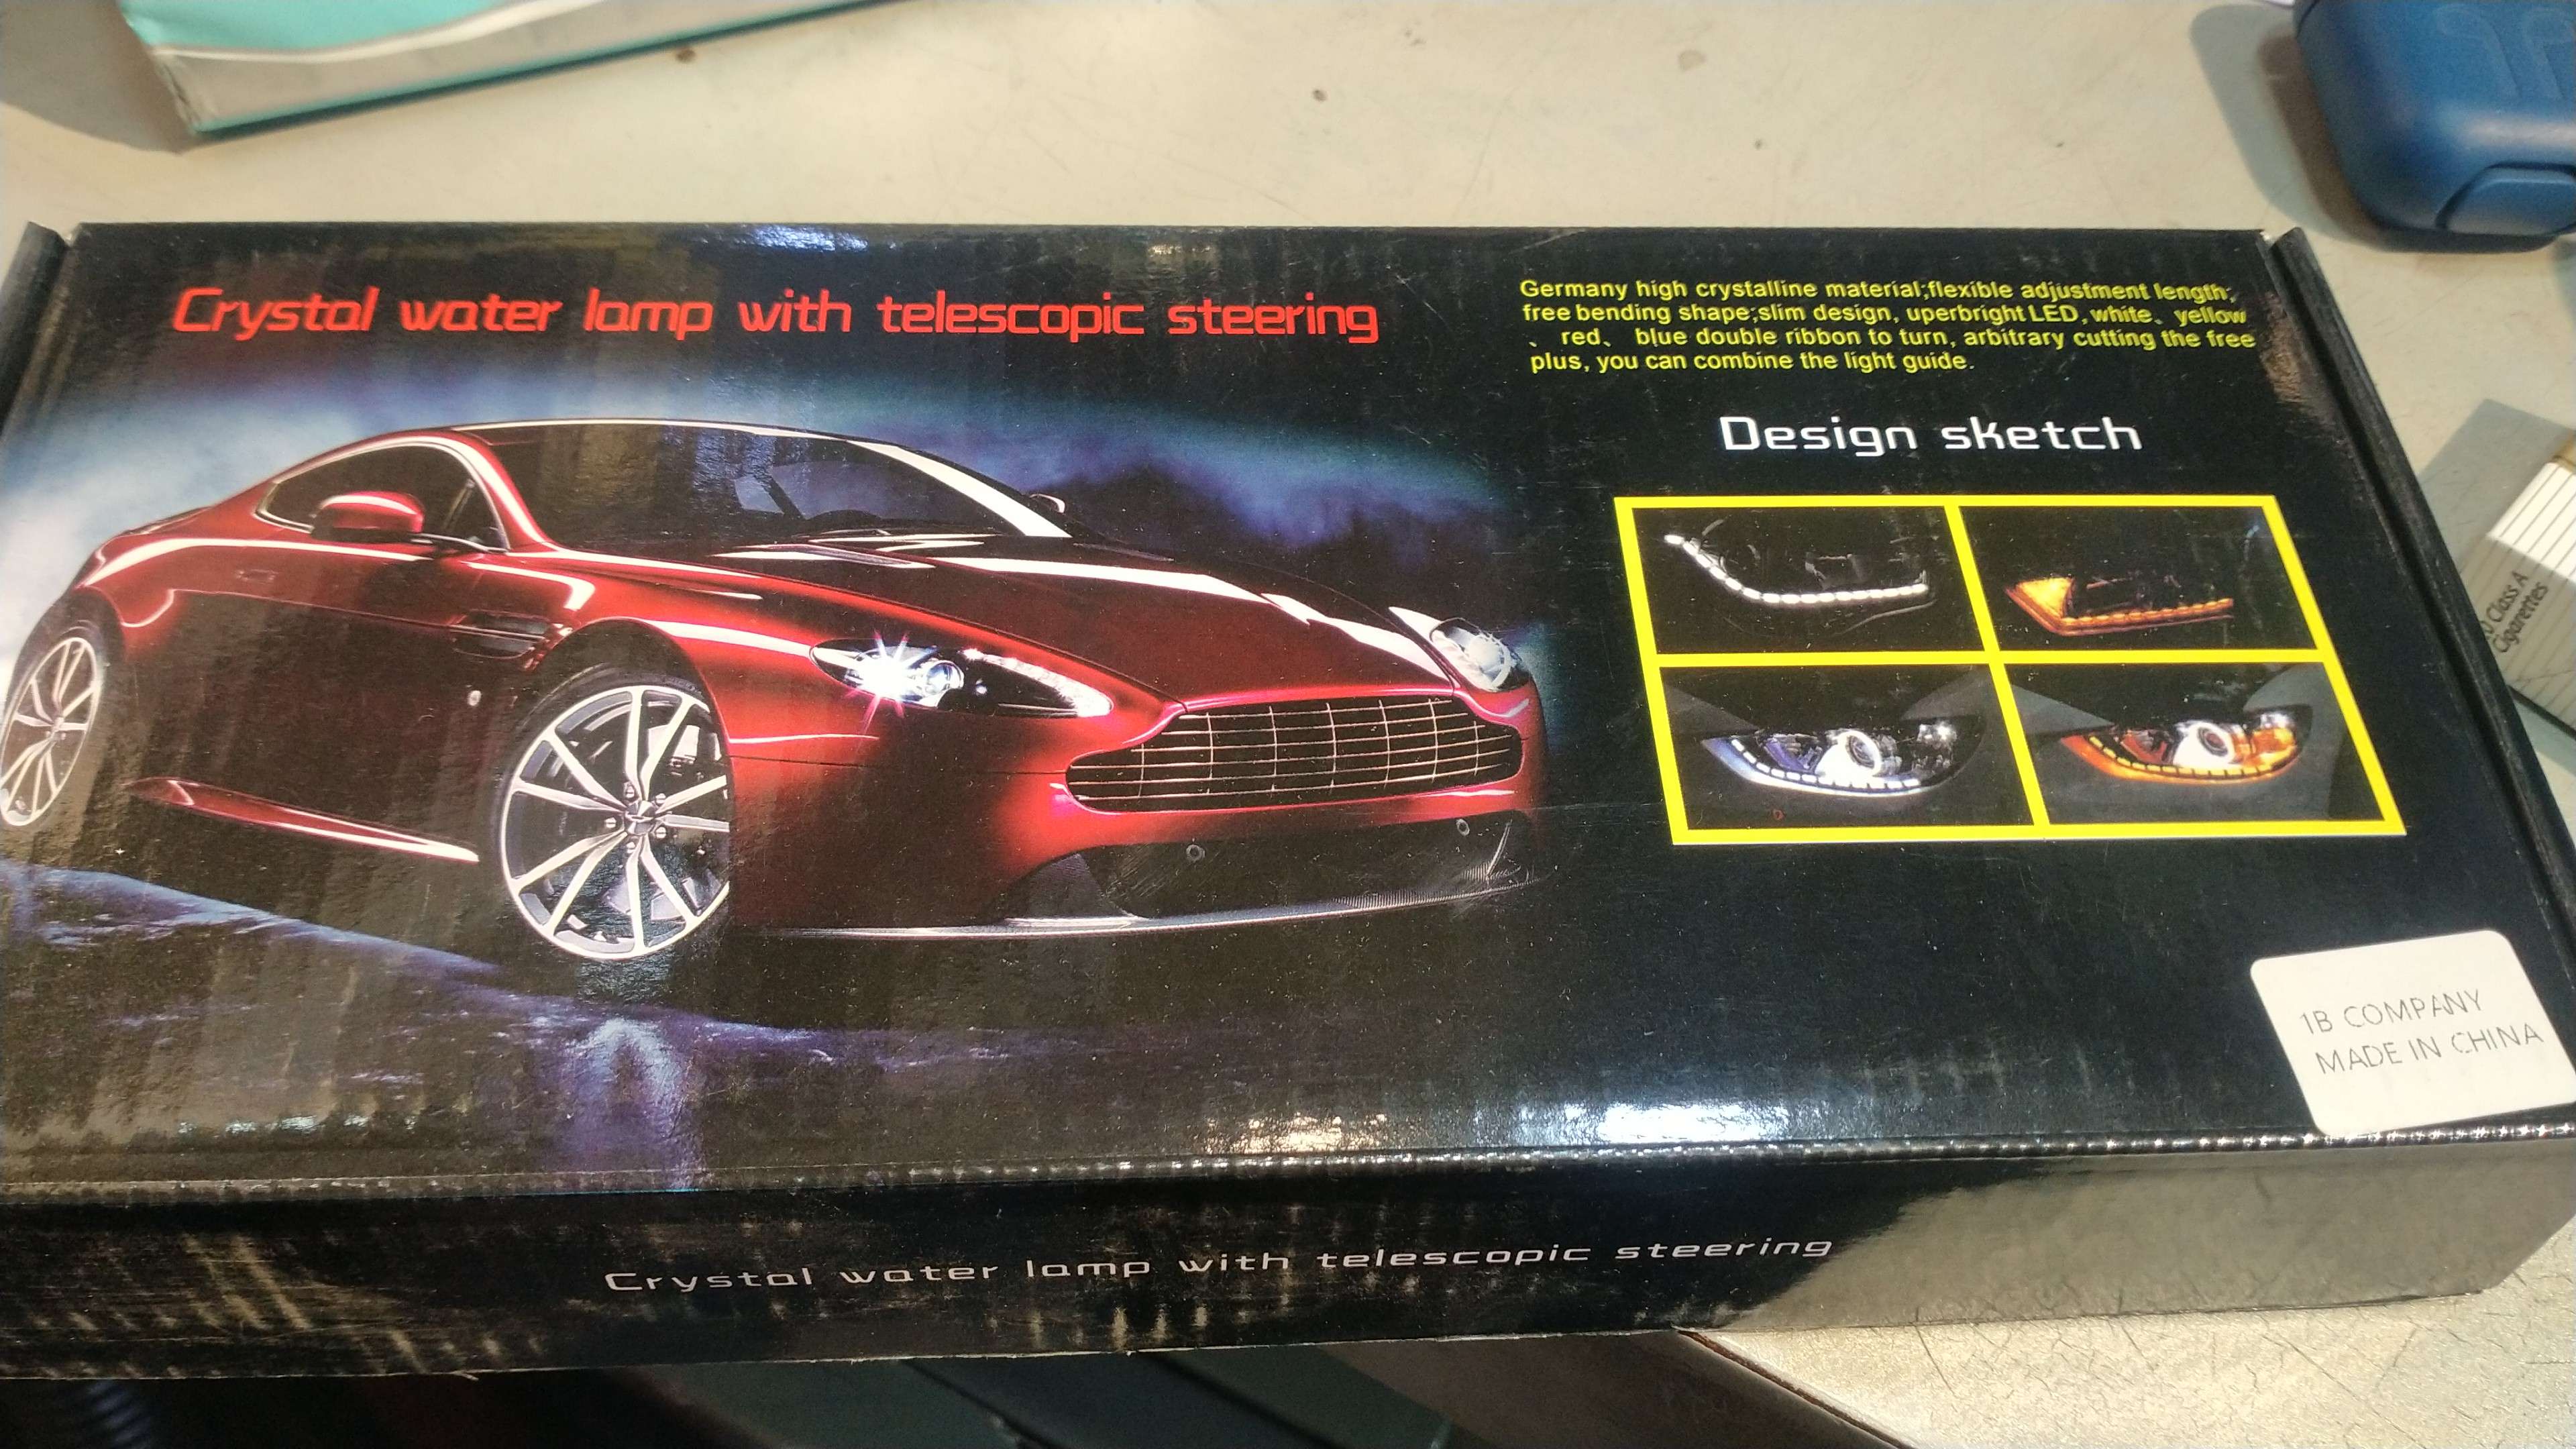 Crystal water lamp with telescopic steering
Germany high crystalline material;flexible adjustment length;
free bending shape;slim design, uperbright LED, white、yellow
、 red、 blue double ribbon to turn, arbitrary cutting the free
plus, you can combine the light guide.
Design sketch
Class A
Cigarettes
1B COMPANY
MADE IN CHINA
Crystal water lamp with telescopic steering